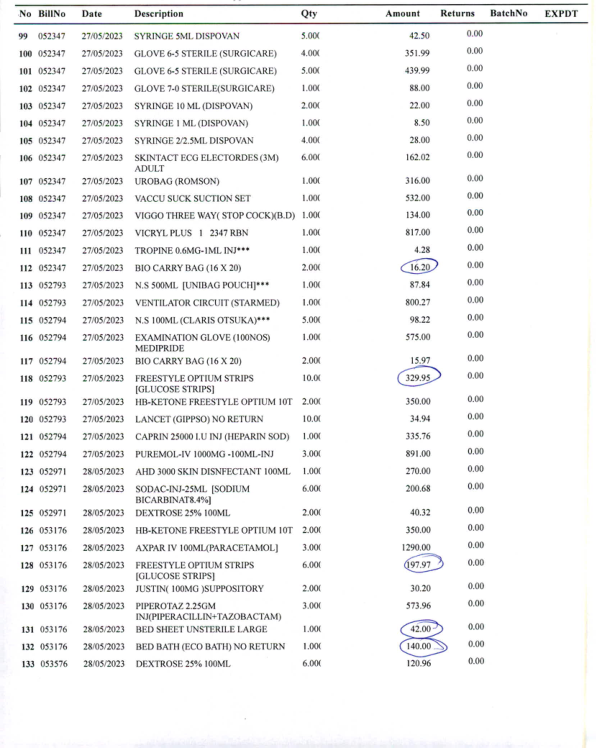 No BillNo Date Description Qty Amount Returns BatchNo EXPDT
99 052347 27/05/2023 SYRINGE 5ML DISPOVAN 5.00( 42.50 0.00
100 052347 27/05/2023 GLOVE 6-5 STERILE (SURGICARE) 4.00( 351.99 0.00
101 052347 27/05/2023 GLOVE 6-5 STERILE (SURGICARE) 5.00( 439.99 0.00
102 052347 27/05/2023 GLOVE 7-0 STERILE(SURGICARE) 1.00( 88.00 0.00
103 052347 27/05/2023 SYRINGE 10 ML (DISPOVAN) 2.00( 22.00 0.00
104 052347 27/05/2023 SYRINGE 1 ML (DISPOVAN) 1.00( 8.50 0.00
105 052347 27/05/2023 SYRINGE 2/2.5ML DISPOVAN 4.00( 28.00 0.00
106 052347 27/05/2023 SKINTACT ECG ELECTORDES (3M) 6.00( 162.02 0.00
ADULT
107 052347 27/05/2023 UROBAG (ROMSON) 1.00( 316.00 0.00
108 052347 27/05/2023 VACCU SUCK SUCTION SET 1.00( 532.00 0.00
109 052347 27/05/2023 VIGGO THREE WAY( STOP COCK)(B.D) 1.00( 134.00 0.00
110 052347 27/05/2023 VICRYL PLUS 1 2347 RBN 1.00( 817.00 0.00
111 052347 27/05/2023 TROPINE 0.6MG-1ML INJ*** 1.00( 4.28 0.00
112 052347 27/05/2023 BIO CARRY BAG (16 X 20) 2.00( 16.20 0.00
113 052793 27/05/2023 N.S 500ML [UNIBAG POUCH]*** 1.00( 87.84 0.00
114 052793 27/05/2023 VENTILATOR CIRCUIT (STARMED) 1.00( 800.27 0.00
115 052794 27/05/2023 N.S 100ML (CLARIS OTSUKA)*** 5.00( 98.22 0.00
116 052794 27/05/2023 EXAMINATION GLOVE (100NOS) 1.00( 575.00 0.00
MEDIPRIDE
117 052794 27/05/2023 BIO CARRY BAG (16 X 20) 2.00( 15.97 0.00
118 052793 27/05/2023 FREESTYLE OPTIUM STRIPS 10.0( 329.95 0.00
[GLUCOSE STRIPS]
119 052793 27/05/2023 HB-KETONE FREESTYLE OPTIUM 10T 2.00( 350.00 0.00
120 052793 27/05/2023 LANCET (GIPPSO) NO RETURN 10.0( 34.94 0.00
121 052794 27/05/2023 CAPRIN 25000 I.U INJ (HEPARIN SOD) 1.00( 335.76 0.00
122 052794 27/05/2023 PUREMOL-IV 1000MG -100ML-INJ 3.00( 891.00 0.00
123 052971 28/05/2023 AHD 3000 SKIN DISNFECTANT 100ML 1.00( 270.00 0.00
124 052971 28/05/2023 SODAC-INJ-25ML [SODIUM 6.00( 200.68 0.00
BICARBINAT8.4%]
125 052971 28/05/2023 DEXTROSE 25% 100ML 2.00( 40.32 0.00
126 053176 28/05/2023 HB-KETONE FREESTYLE OPTIUM 10T 2.00( 350.00 0.00
127 053176 28/05/2023 AXPAR IV 100ML(PARACETAMOL] 3.00( 1290.00 0.00
128 053176 28/05/2023 FREESTYLE OPTIUM STRIPS 6.00( 197.97 0.00
[GLUCOSE STRIPS]
129 053176 28/05/2023 JUSTIN( 100MG )SUPPOSITORY 2.00( 30.20 0.00
130 053176 28/05/2023 PIPEROTAZ 2.25GM 3.00( 573.96 0.00
INJ(PIPERACILLIN+TAZOBACTAM)
131 053176 28/05/2023 BED SHEET UNSTERILE LARGE 1.00( 42.00 0.00
132 053176 28/05/2023 BED BATH (ECO BATH) NO RETURN 1.00( 140.00 0.00
133 053576 28/05/2023 DEXTROSE 25% 100ML 6.00( 120.96 0.00